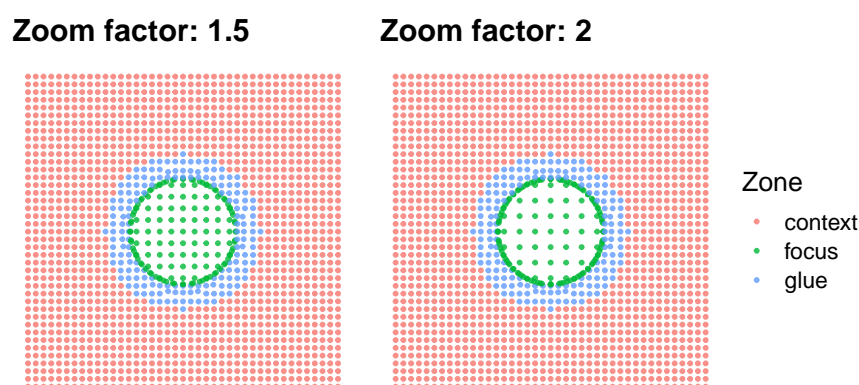 Zoom factor: 1.5
Zoom factor: 2
Zone
context
focus
glue